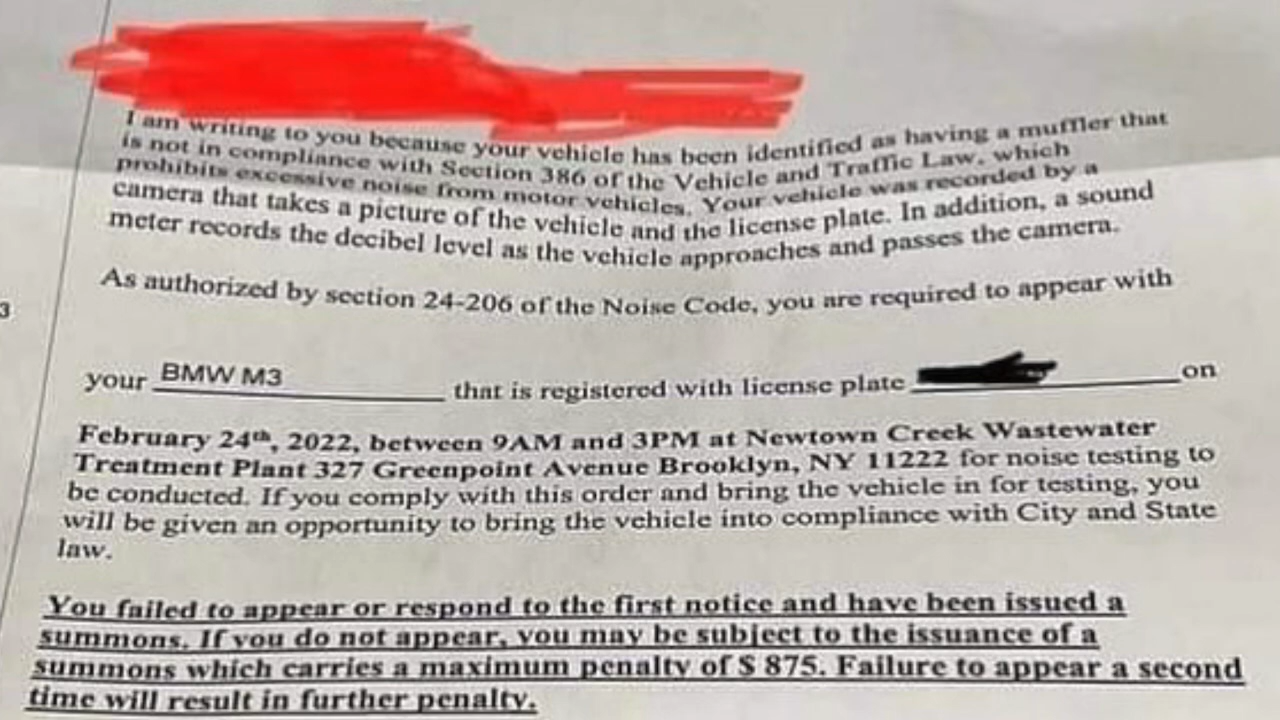 I am writing to you because your vehicle has been identified as having a muffler that
is not in compliance with Section 386 of the Vehicle and Traffic Law, which
prohibits excessive noise from motor vehicles. Your vehicle was recorded by a
camera that takes a picture of the vehicle and the license plate. In addition, a sound
meter records the decibel level as the vehicle approaches and passes the camera.
As authorized by section 24-206 of the Noise Code, you are required to appear with
3
your BMW M3 that is registered with license plate on
February 24th, 2022, between 9AM and 3PM at Newtown Creek Wastewater
Treatment Plant 327 Greenpoint Avenue Brooklyn, NY 11222 for noise testing to
be conducted. If you comply with this order and bring the vehicle in for testing, you
will be given an opportunity to bring the vehicle into compliance with City and State
law.
You failed to appear or respond to the first notice and have been issued a
summons. If you do not appear, you may be subject to the issuance of a
summons which carries a maximum penalty of $ 875. Failure to appear a second
time will result in further penalty.